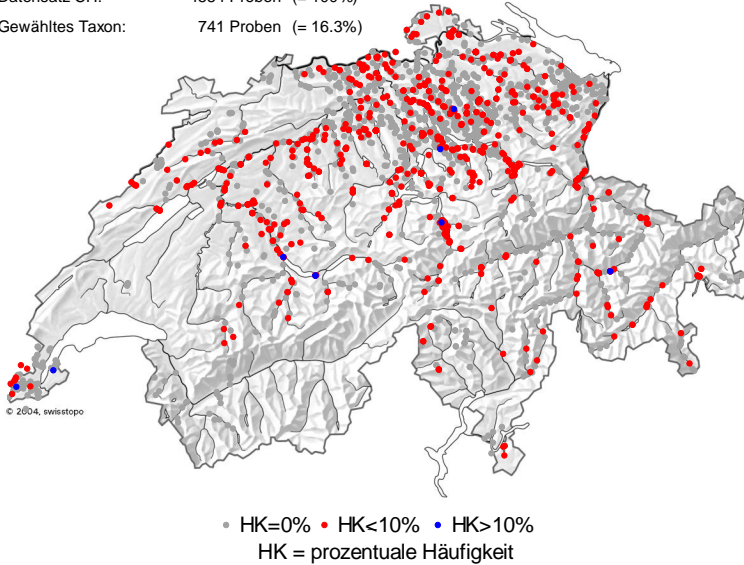 Gewähltes Taxon: 741 Proben (= 16.3%)
© 2004, swisstopo
HK=0% HK<10% HK>10%
HK = prozentuale Häufigkeit